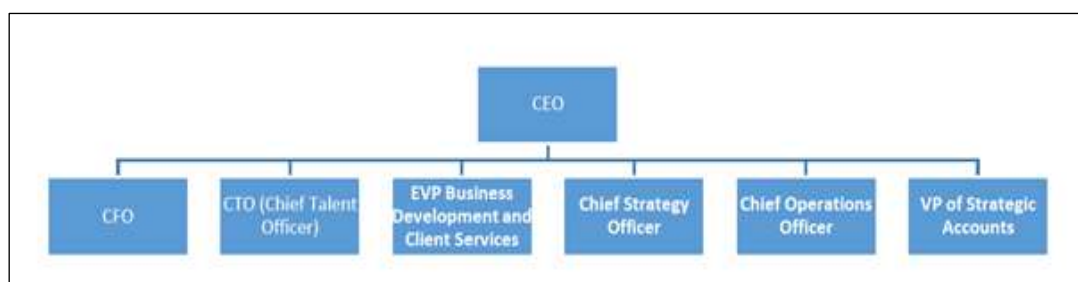 CEO
CFO
CTO (Chief Talent
Officer)
EVP Business
Development and
Client Services
Chief Strategy
Officer
Chief Operations
Officer
VP of Strategic
Accounts